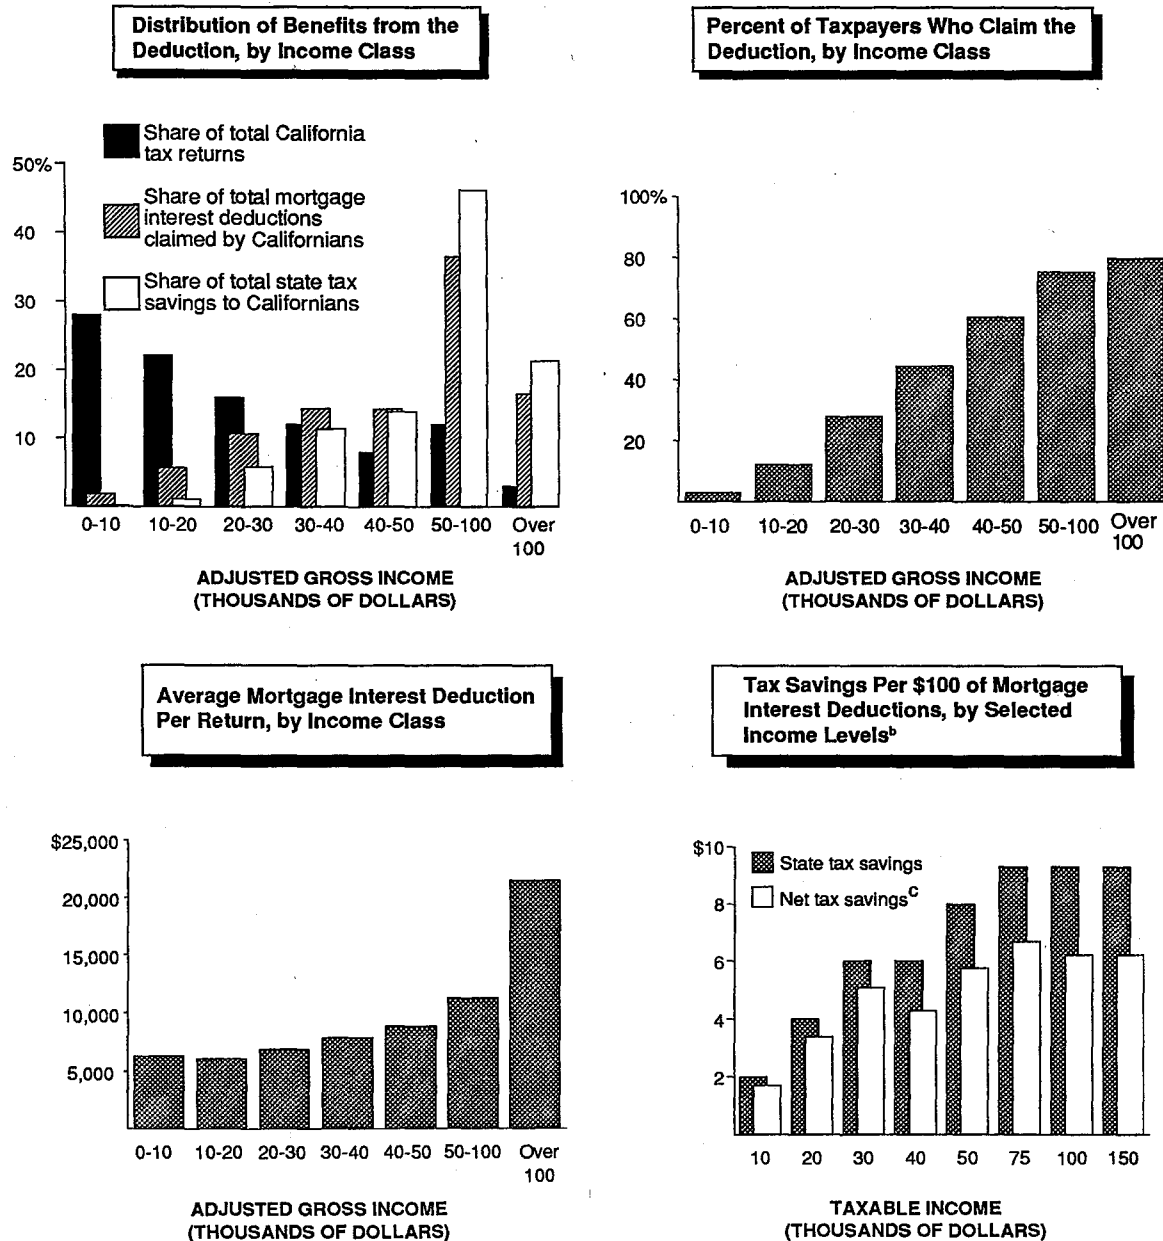 Distribution of Benefits from the
Deduction, by Income Class
Share of total California
tax returns
Share of total mortgage
interest deductions
claimed by Californians
Share of total state tax
savings to Californians
50%
40
30
20
10
0-10 10-20 20-30 30-40 40-50 50-100 Over
100
ADJUSTED GROSS INCOME
(THOUSANDS OF DOLLARS)
Percent of Taxpayers Who Claim the
Deduction, by Income Class
100%
80
60
40
20
0-10 10-20 20-30 30-40 40-50 50-100 Over
100
ADJUSTED GROSS INCOME
(THOUSANDS OF DOLLARS)
Average Mortgage Interest Deduction
Per Return, by Income Class
$25,000
20,000
15,000
10,000
5,000
0-10 10-20 20-30 30-40 40-50 50-100 Over
100
ADJUSTED GROSS INCOME
(THOUSANDS OF DOLLARS)
Tax Savings Per $100 of Mortgage
Interest Deductions, by Selected
Income Levelsᵇ
$10
8
6
4
2
State tax savings
Net tax savingsᶜ
10 20 30 40 50 75 100 150
TAXABLE INCOME
(THOUSANDS OF DOLLARS)